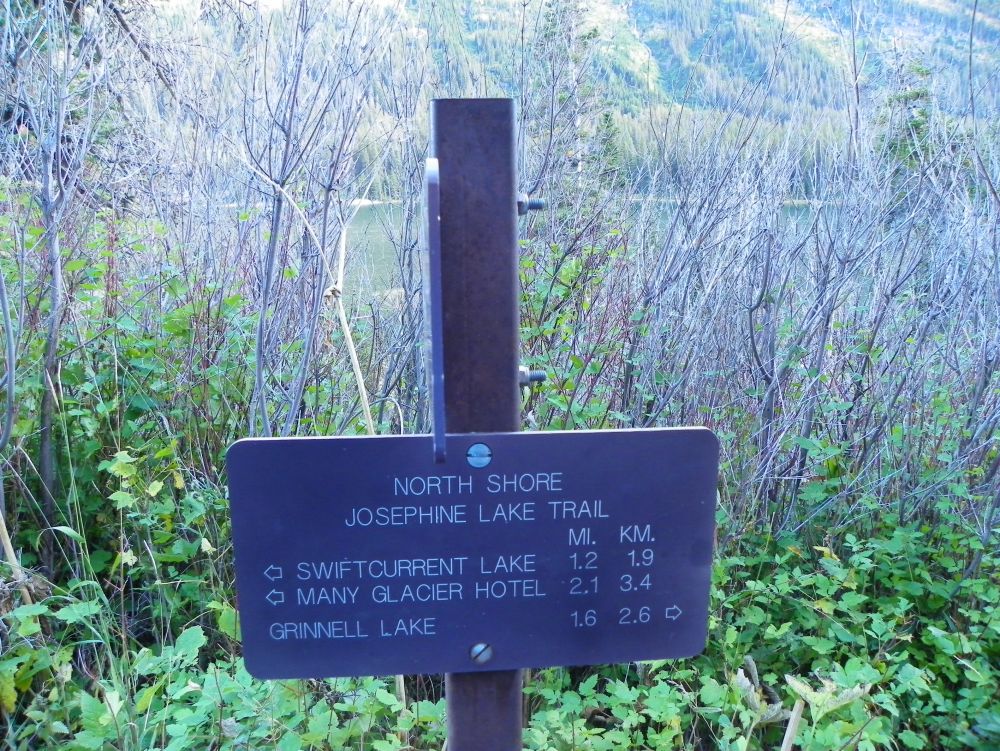 NORTH SHORE
JOSEPHINE LAKE TRAIL
MI. KM.
⇦ SWIFTCURRENT LAKE 1.2 1.9
⇦ MANY GLACIER HOTEL 2.1 3.4
GRINNELL LAKE 1.6 2.6 ⇨